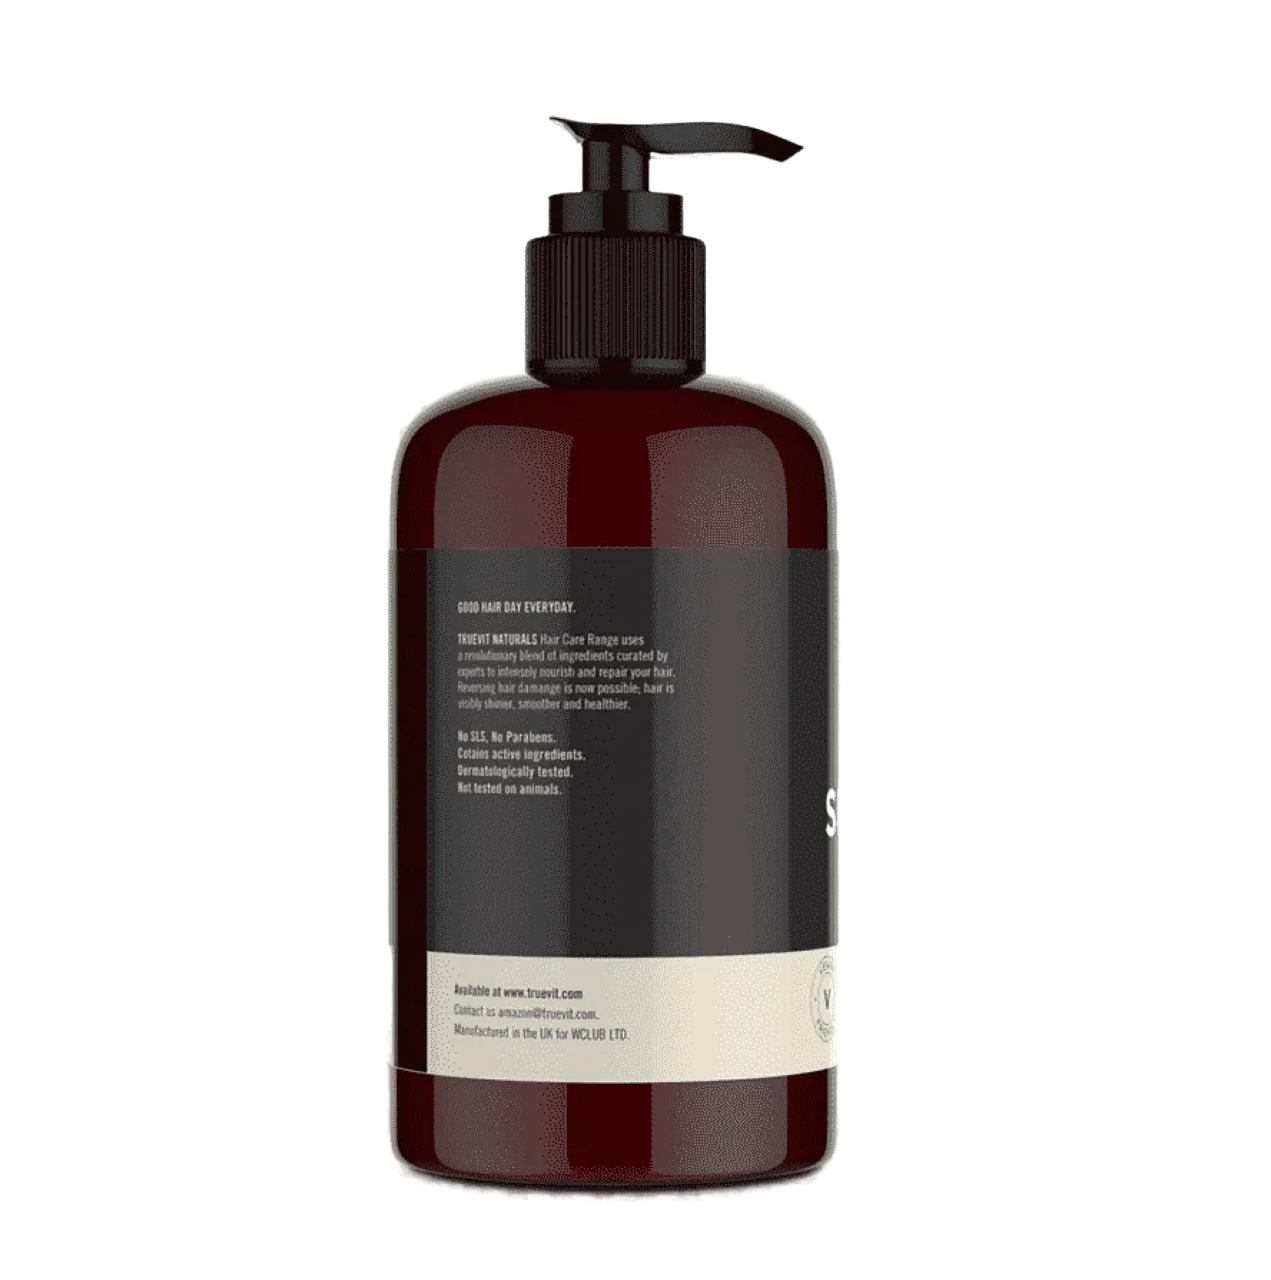 GOOD HAIR DAY EVERYDAY.
TRUEVIT NATURALS Hair Care Range uses
a revolutionary blend of ingredients curated by
experts to intensely nourish and repair your hair.
Reversing hair damange is now possible; hair is
visibly shinier, smoother and healthier.
No SLS, No Parabens.
Cotains active ingredients.
Dermatologically tested.
Not tested on animals.
S
V
Available at www.truevit.com
Contact us amazon@truevit.com.
Manufactured in the UK for WCLUB LTD.